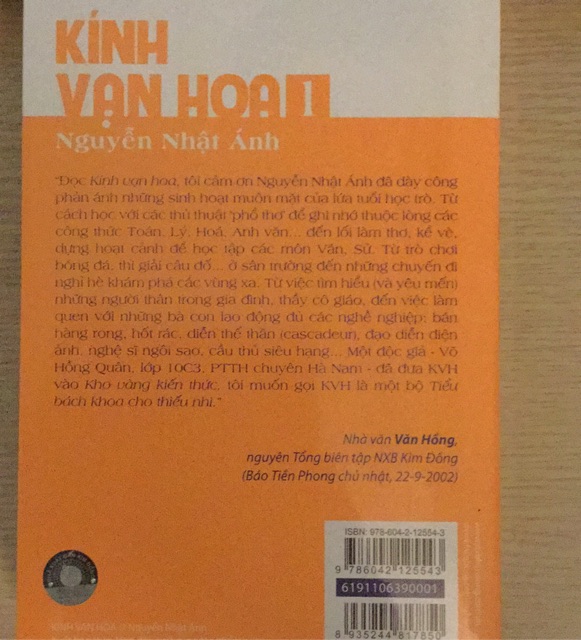 KÍNH
VẠN HOA 1
Nguyễn Nhật Ánh
"Đọc Kính vạn hoa, tôi cảm ơn Nguyễn Nhật Ánh đã dày công
phản ánh những sinh hoạt muôn mặt của lứa tuổi học trò. Từ
cách học với các thủ thuật 'phổ thơ' để ghi nhớ thuộc lòng các
công thức Toán, Lý, Hoá, Anh văn... đến lối làm thơ, kể vè,
dựng hoạt cảnh để học tập các môn Văn, Sử. Từ trò chơi
bóng đá, thi giải câu đố... ở sân trường đến những chuyến đi
nghỉ hè khám phá các vùng xa. Từ việc tìm hiểu (và yêu mến)
những người thân trong gia đình, thầy cô giáo, đến việc làm
quen với những bà con lao động đủ các nghề nghiệp: bán
hàng rong, hốt rác, diễn thế thân (cascadeur), đạo diễn điện
ảnh, nghệ sĩ ngôi sao, cầu thủ siêu hạng... Một độc giả - Võ
Hồng Quân, lớp 10C3, PTTH chuyên Hà Nam - đã đưa KVH
vào Kho vàng kiến thức, tôi muốn gọi KVH là một bộ Tiểu
bách khoa cho thiếu nhi."
Nhà văn Văn Hồng,
nguyên Tổng biên tập NXB Kim Đồng
(Báo Tiền Phong chủ nhật, 22-9-2002)
ISBN: 978-604-2-12554-3
9 786042 125543
6191106390001
8 935244 817850